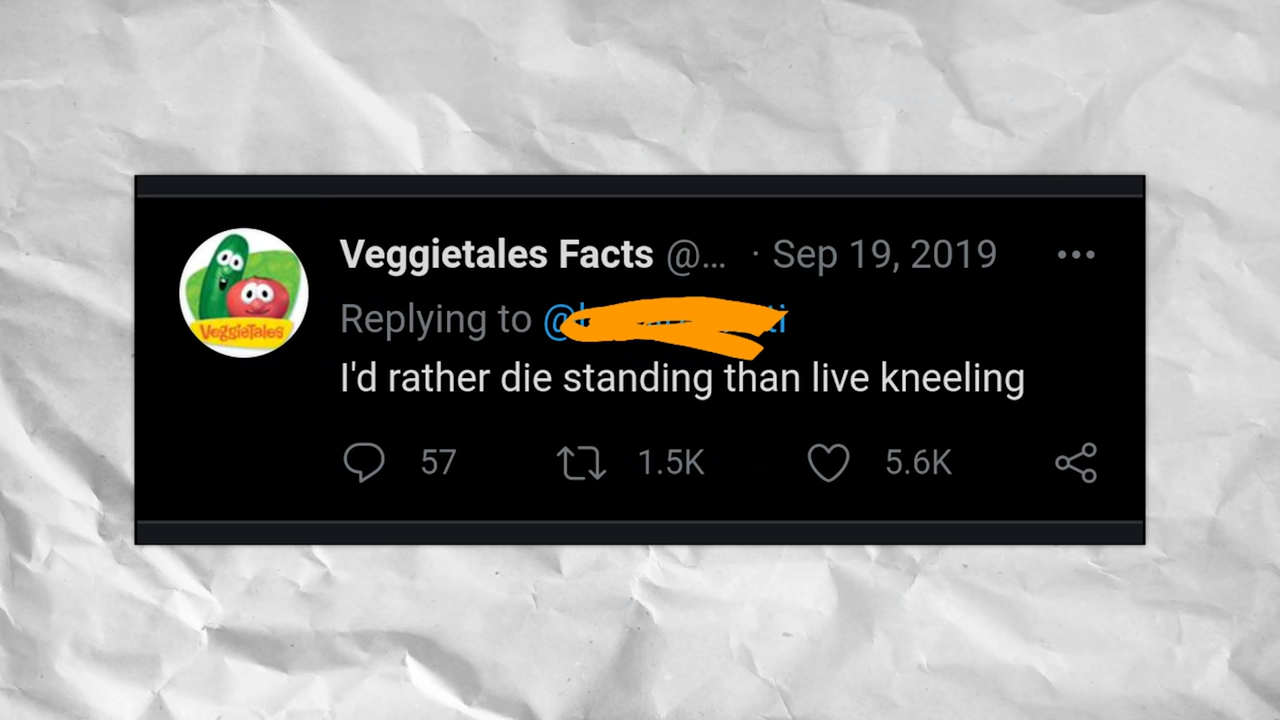 Veggietales Facts @... · Sep 19, 2019
Replying to
I'd rather die standing than live kneeling
57 1.5K 5.6K
VeggieTales